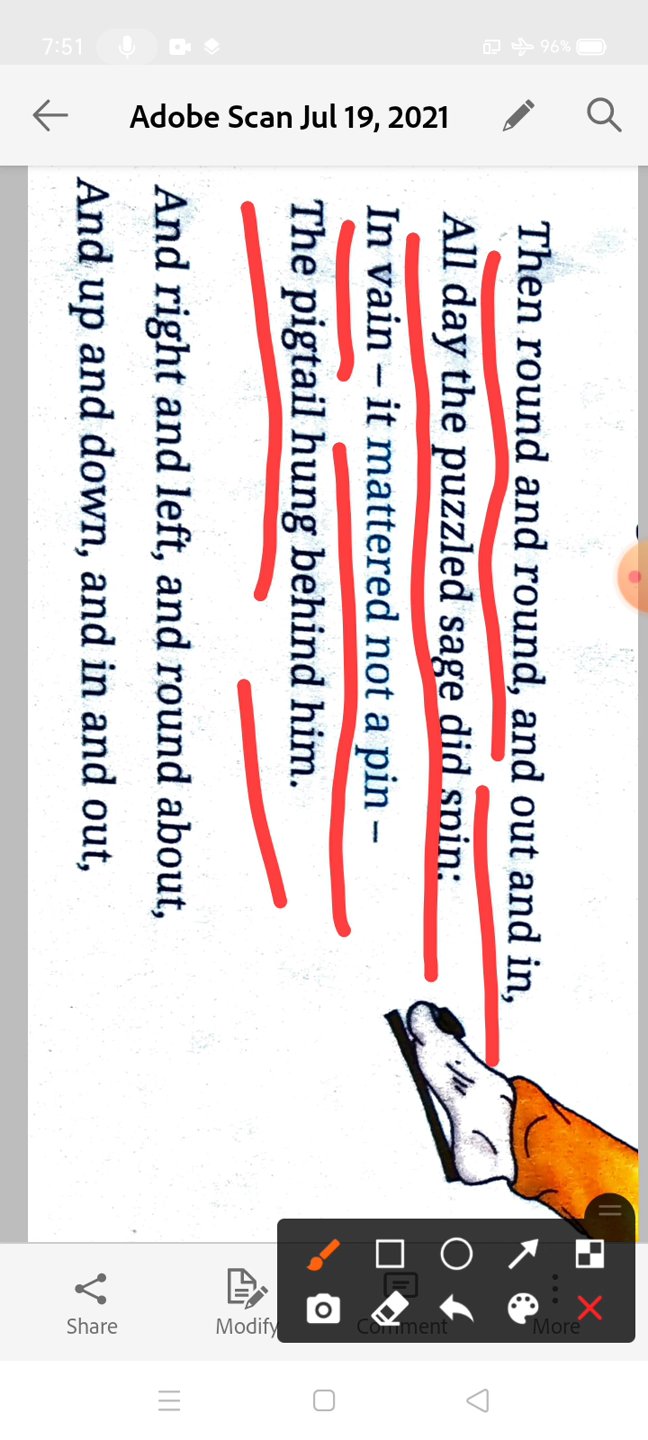 7:51
96%
Adobe Scan Jul 19, 2021
Then round and round, and out and in,
All day the puzzled sage did spin;
In vain – it mattered not a pin –
The pigtail hung behind him.
And right and left, and round about,
And up and down, and in and out,
Share
Modify
Comment
More